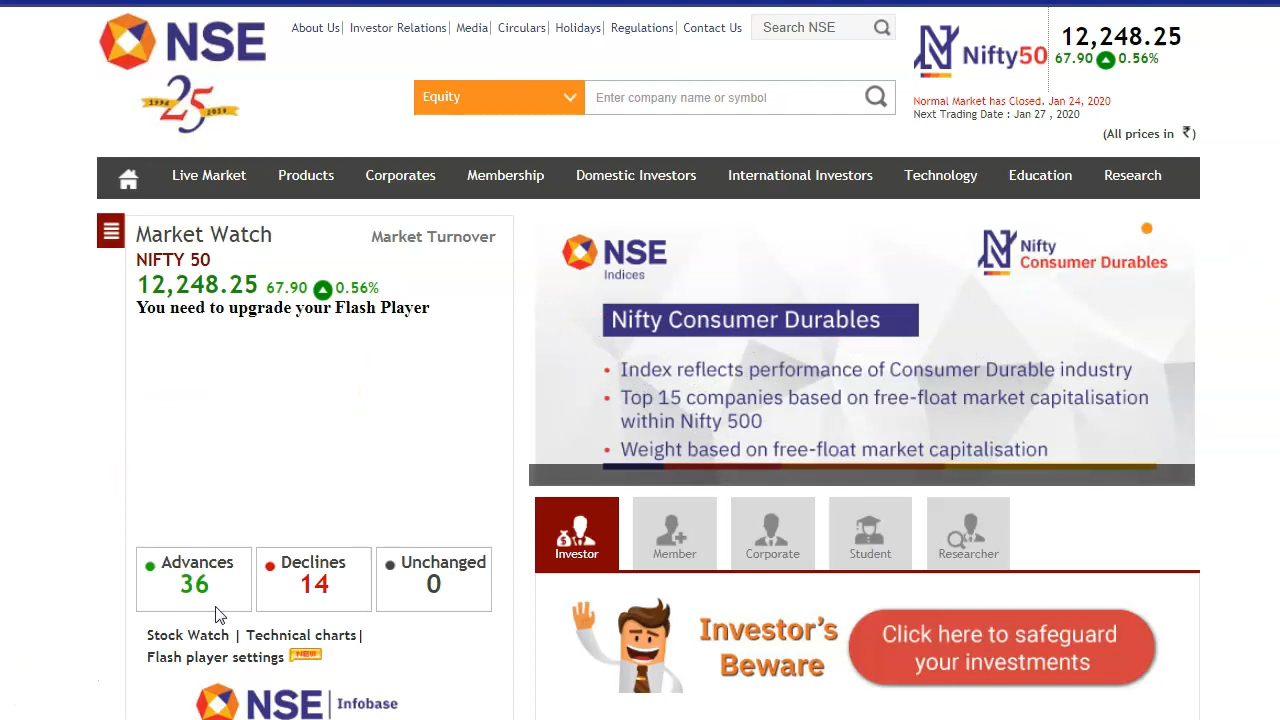 NSE
1994 25 2019
About Us| Investor Relations| Media| Circulars| Holidays| Regulations| Contact Us
Search NSE
Equity
Enter company name or symbol
Nifty50
12,248.25
67.90 0.56%
Normal Market has Closed. Jan 24, 2020
Next Trading Date : Jan 27 , 2020
(All prices in ₹)
Live Market Products Corporates Membership Domestic Investors International Investors Technology Education Research
Market Watch
Market Turnover
NIFTY 50
12,248.25 67.90 0.56%
You need to upgrade your Flash Player
NSE
Indices
Nifty
Consumer Durables
Nifty Consumer Durables
• Index reflects performance of Consumer Durable industry
• Top 15 companies based on free-float market capitalisation
within Nifty 500
• Weight based on free-float market capitalisation
Advances
36
Declines
14
Unchanged
0
Stock Watch | Technical charts|
Flash player settings NEW
NSE | Infobase
Investor
Member
Corporate
Student
Researcher
Investor's
Beware
Click here to safeguard
your investments